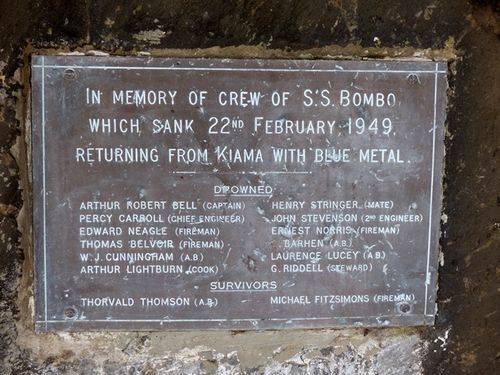 IN MEMORY OF CREW OF S.S. BOMBO
WHICH SANK 22ND FEBRUARY, 1949,
RETURNING FROM KIAMA WITH BLUE METAL.
DROWNED
ARTHUR ROBERT BELL (CAPTAIN) HENRY STRINGER (MATE)
PERCY CARROLL (CHIEF ENGINEER) JOHN STEVENSON (2ND ENGINEER)
EDWARD NEAGLE (FIREMAN) ERNEST NORRIS (FIREMAN)
THOMAS BELVOIR (FIREMAN) BARHEN (A.B.)
W. J. CUNNINGHAM (A.B.) LAURENCE LUCEY (A.B.)
ARTHUR LIGHTBURN (COOK) G. RIDDELL (STEWARD)
SURVIVORS
THORVALD THOMSON (A.B.) MICHAEL FITZSIMONS (FIREMAN)